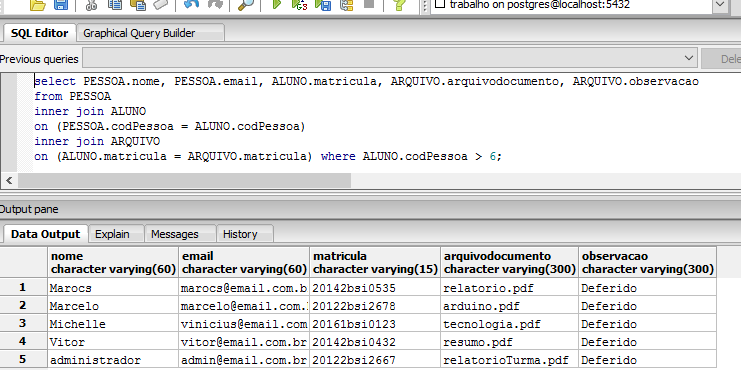 trabalho on postgres@localhost:5432
SQL Editor Graphical Query Builder
Previous queries Dele
select PESSOA.nome, PESSOA.email, ALUNO.matricula, ARQUIVO.arquivodocumento, ARQUIVO.observacao
from PESSOA
inner join ALUNO
on (PESSOA.codPessoa = ALUNO.codPessoa)
inner join ARQUIVO
on (ALUNO.matricula = ARQUIVO.matricula) where ALUNO.codPessoa > 6;
Output pane
Data Output Explain Messages History
nome email matricula arquivodocumento observacao
character varying(60) character varying(60) character varying(15) character varying(300) character varying(300)
1 Marocs marocs@email.com.b 20142bsi0535 relatorio.pdf Deferido
2 Marcelo marcelo@email.com. 20122bsi2678 arduino.pdf Deferido
3 Michelle vinicius@email.com 20161bsi0123 tecnologia.pdf Deferido
4 Vitor vitor@email.com.br 20142bsi0432 resumo.pdf Deferido
5 administrador admin@email.com.br 20122bsi2667 relatorioTurma.pdf Deferido